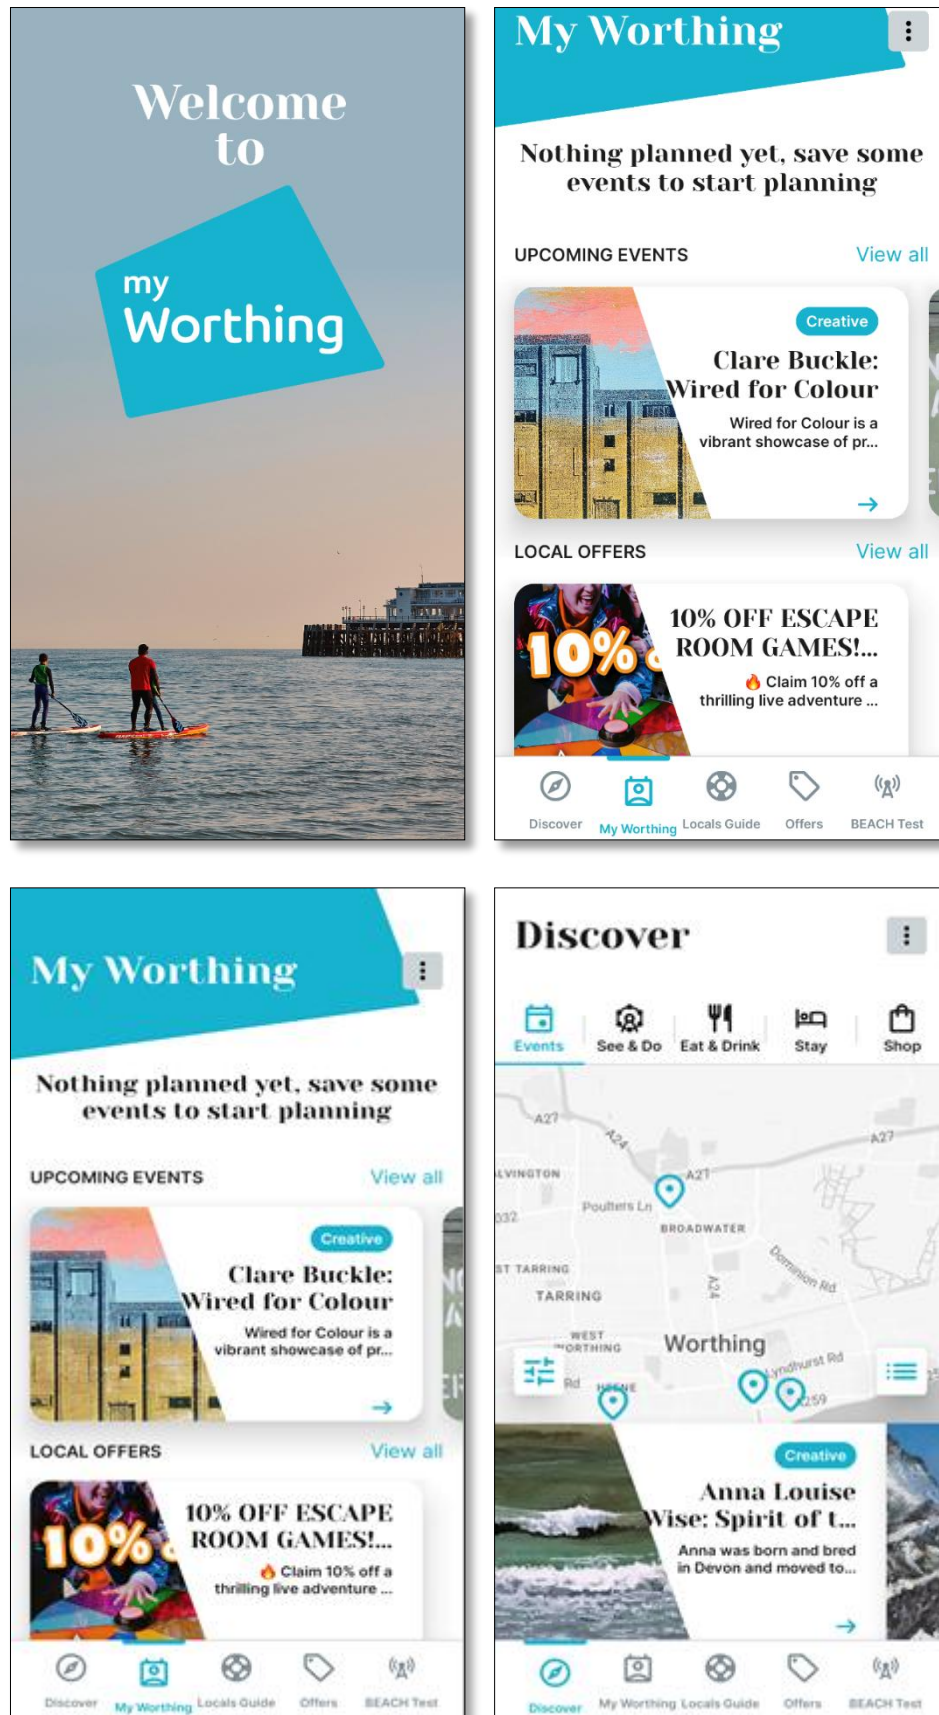 Welcome
to
my
Worthing
My Worthing
Nothing planned yet, save some
events to start planning
UPCOMING EVENTS
View all
Creative
Clare Buckle:
Wired for Colour
Wired for Colour is a
vibrant showcase of pr...
LOCAL OFFERS
View all
10%
10% OFF ESCAPE
ROOM GAMES!...
🔥 Claim 10% off a
thrilling live adventure ...
Discover
My Worthing
Locals Guide
Offers
BEACH Test
My Worthing
Nothing planned yet, save some
events to start planning
UPCOMING EVENTS
View all
Creative
Clare Buckle:
Wired for Colour
Wired for Colour is a
vibrant showcase of pr...
LOCAL OFFERS
View all
10%
10% OFF ESCAPE
ROOM GAMES!...
🔥 Claim 10% off a
thrilling live adventure ...
Discover
My Worthing
Locals Guide
Offers
BEACH Test
Discover
Events
See & Do
Eat & Drink
Stay
Shop
A27
A24
A27
LVINGTON
A27
Poulters Ln
032
BROADWATER
ST TARRING
Dominion Rd
TARRING
A24
WEST
WORTHING
Worthing
Lyndhurst Rd
Rd
HEENE
A259
Creative
Anna Louise
Wise: Spirit of t...
Anna was born and bred
in Devon and moved to...
Discover
My Worthing
Locals Guide
Offers
BEACH Test